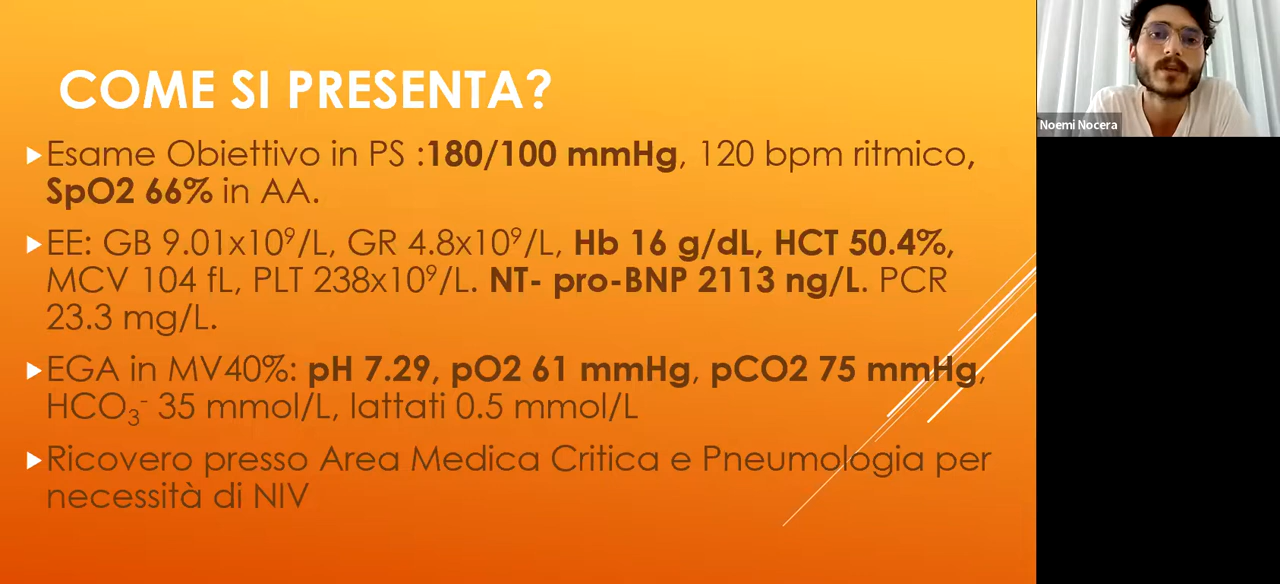 COME SI PRESENTA?
Esame Obiettivo in PS :180/100 mmHg, 120 bpm ritmico,
SpO2 66% in AA.
EE: GB 9.01x10⁹/L, GR 4.8x10⁹/L, Hb 16 g/dL, HCT 50.4%,
MCV 104 fL, PLT 238x10⁹/L. NT- pro-BNP 2113 ng/L. PCR
23.3 mg/L.
EGA in MV40%: pH 7.29, pO2 61 mmHg, pCO2 75 mmHg,
HCO₃⁻ 35 mmol/L, lattati 0.5 mmol/L
Ricovero presso Area Medica Critica e Pneumologia per
necessità di NIV
Noemi Nocera